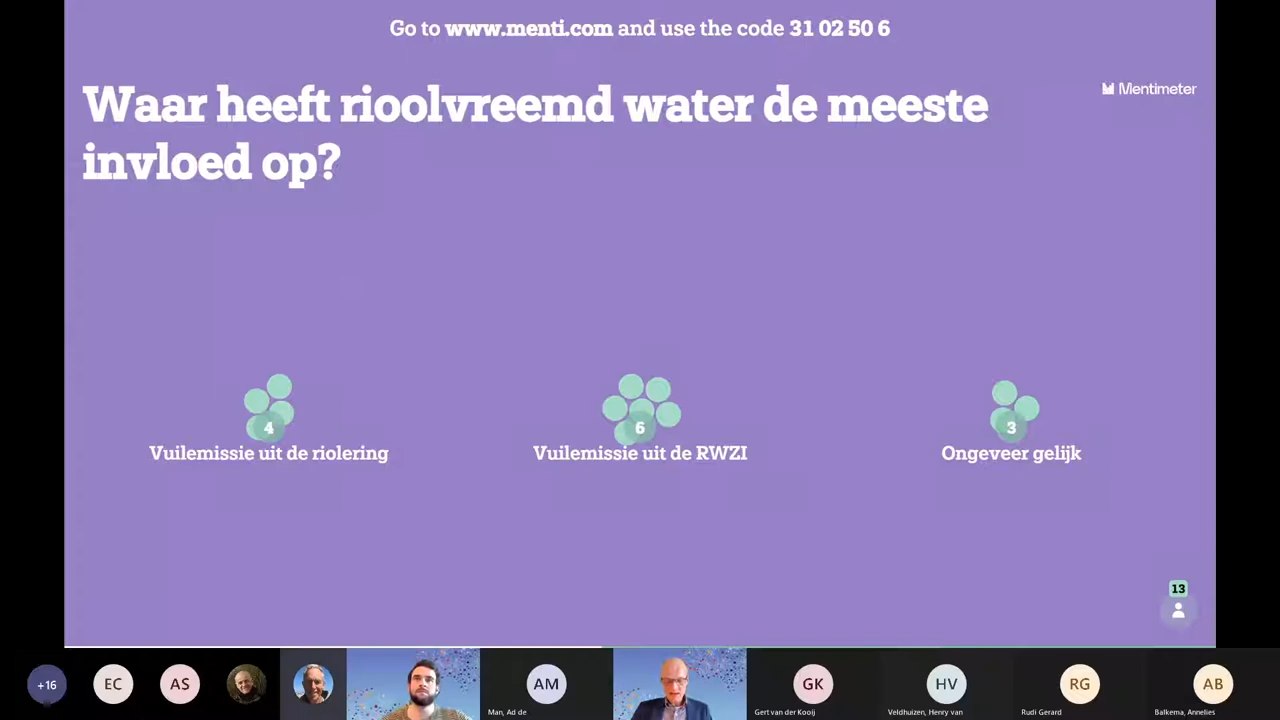 Go to www.menti.com and use the code 31 02 50 6
Mentimeter
Waar heeft rioolvreemd water de meeste
invloed op?
4
6
3
Vuilemissie uit de riolering
Vuilemissie uit de RWZI
Ongeveer gelijk
13
+16
EC
AS
AM
GK
HV
RG
AB
Man, Ad de
Gert van der Kooij
Veldhuizen, Henry van
Rudi Gerard
Balkema, Annelies